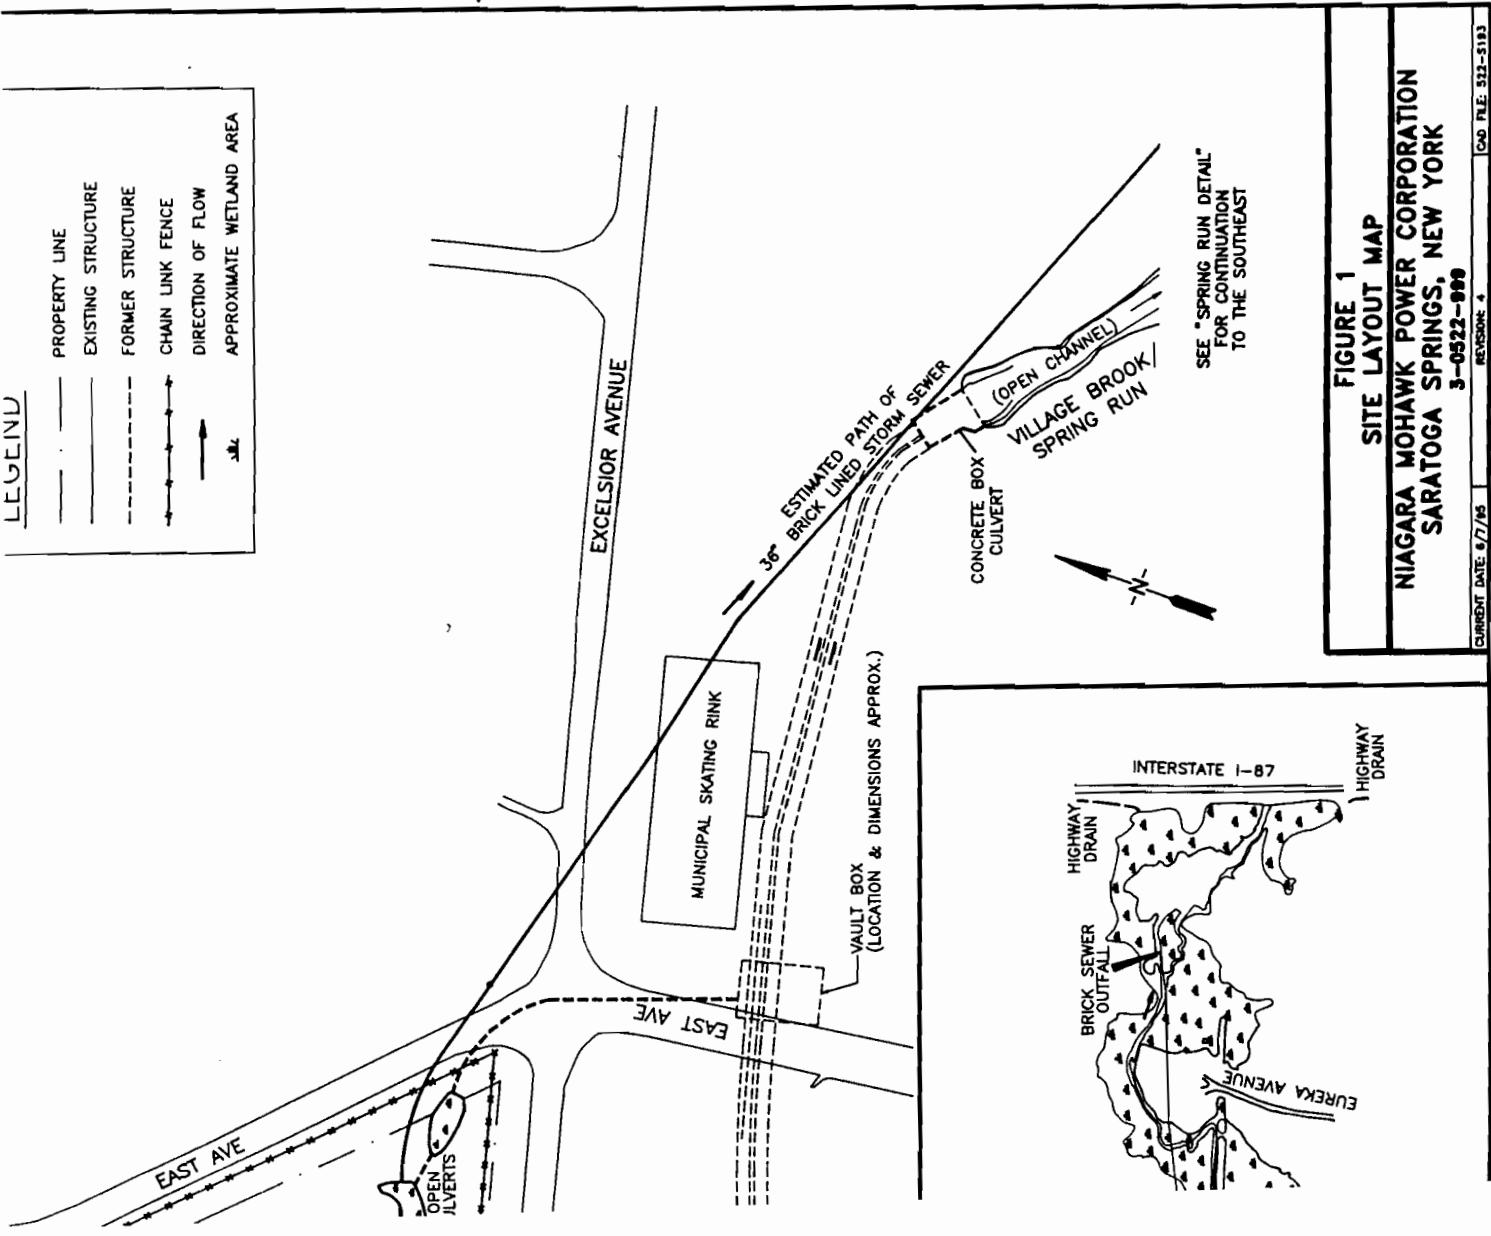 LEGEND
PROPERTY LINE
EXISTING STRUCTURE
FORMER STRUCTURE
CHAIN LINK FENCE
DIRECTION OF FLOW
APPROXIMATE WETLAND AREA
EXCELSIOR AVENUE
ESTIMATED PATH OF
36" BRICK LINED STORM SEWER
(OPEN CHANNEL)
VILLAGE BROOK/
SPRING RUN
SEE "SPRING RUN DETAIL"
FOR CONTINUATION
TO THE SOUTHEAST
CONCRETE BOX
CULVERT
N
MUNICIPAL SKATING RINK
VAULT BOX
(LOCATION & DIMENSIONS APPROX.)
EAST AVE
EAST AVE
OPEN
ULVERTS
INTERSTATE I-87
HIGHWAY
DRAIN
HIGHWAY
DRAIN
BRICK SEWER
OUTFALL
EUREKA AVENUE
FIGURE 1
SITE LAYOUT MAP
NIAGARA MOHAWK POWER CORPORATION
SARATOGA SPRINGS, NEW YORK
3-0522-999
CURRENT DATE: 6/7/95
REVISION: 4
CAD FILE: 522-S193